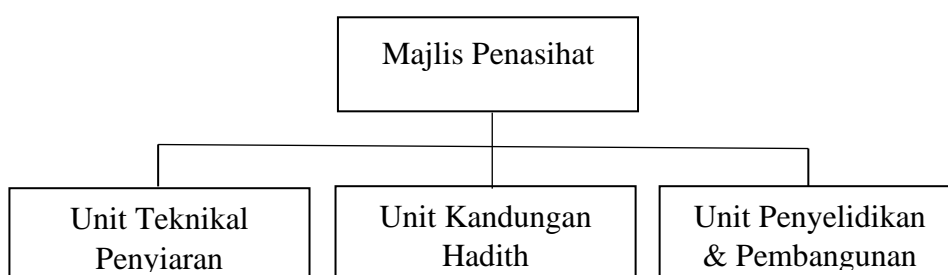 Majlis Penasihat
Unit Teknikal
Penyiaran
Unit Kandungan
Hadith
Unit Penyelidikan
& Pembangunan